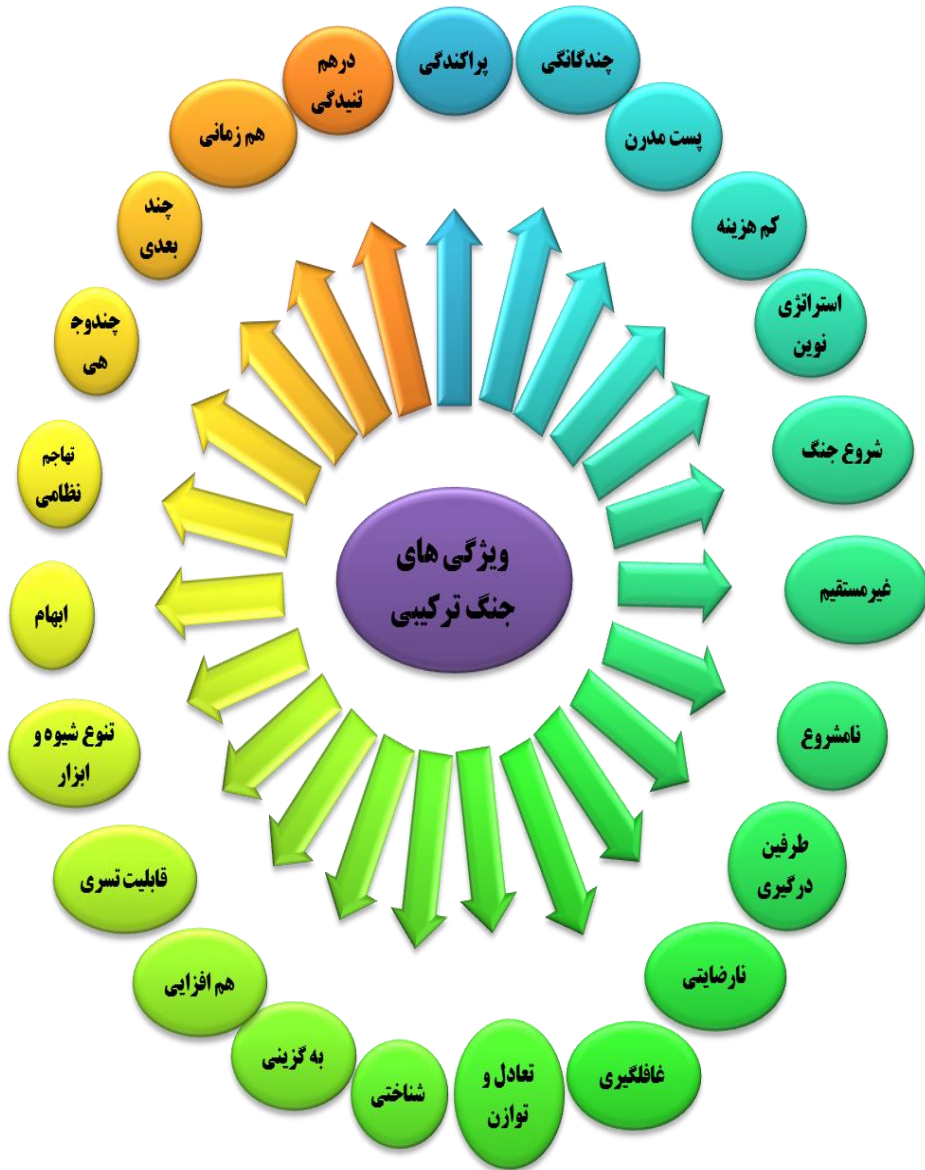 ویژگی های
جنگ ترکیبی
پراکندگی
چندگانگی
پست مدرن
کم هزینه
استراتژی
نوین
شروع جنگ
غیرمستقیم
نامشروع
طرفین
درگیری
نارضایتی
غافلگیری
تعادل و
توازن
شناختی
به گزینی
هم افزایی
قابلیت تسری
تنوع شیوه و
ابزار
ابهام
تهاجم
نظامی
چندوج
هی
چند
بعدی
هم زمانی
درهم
تنیدگی